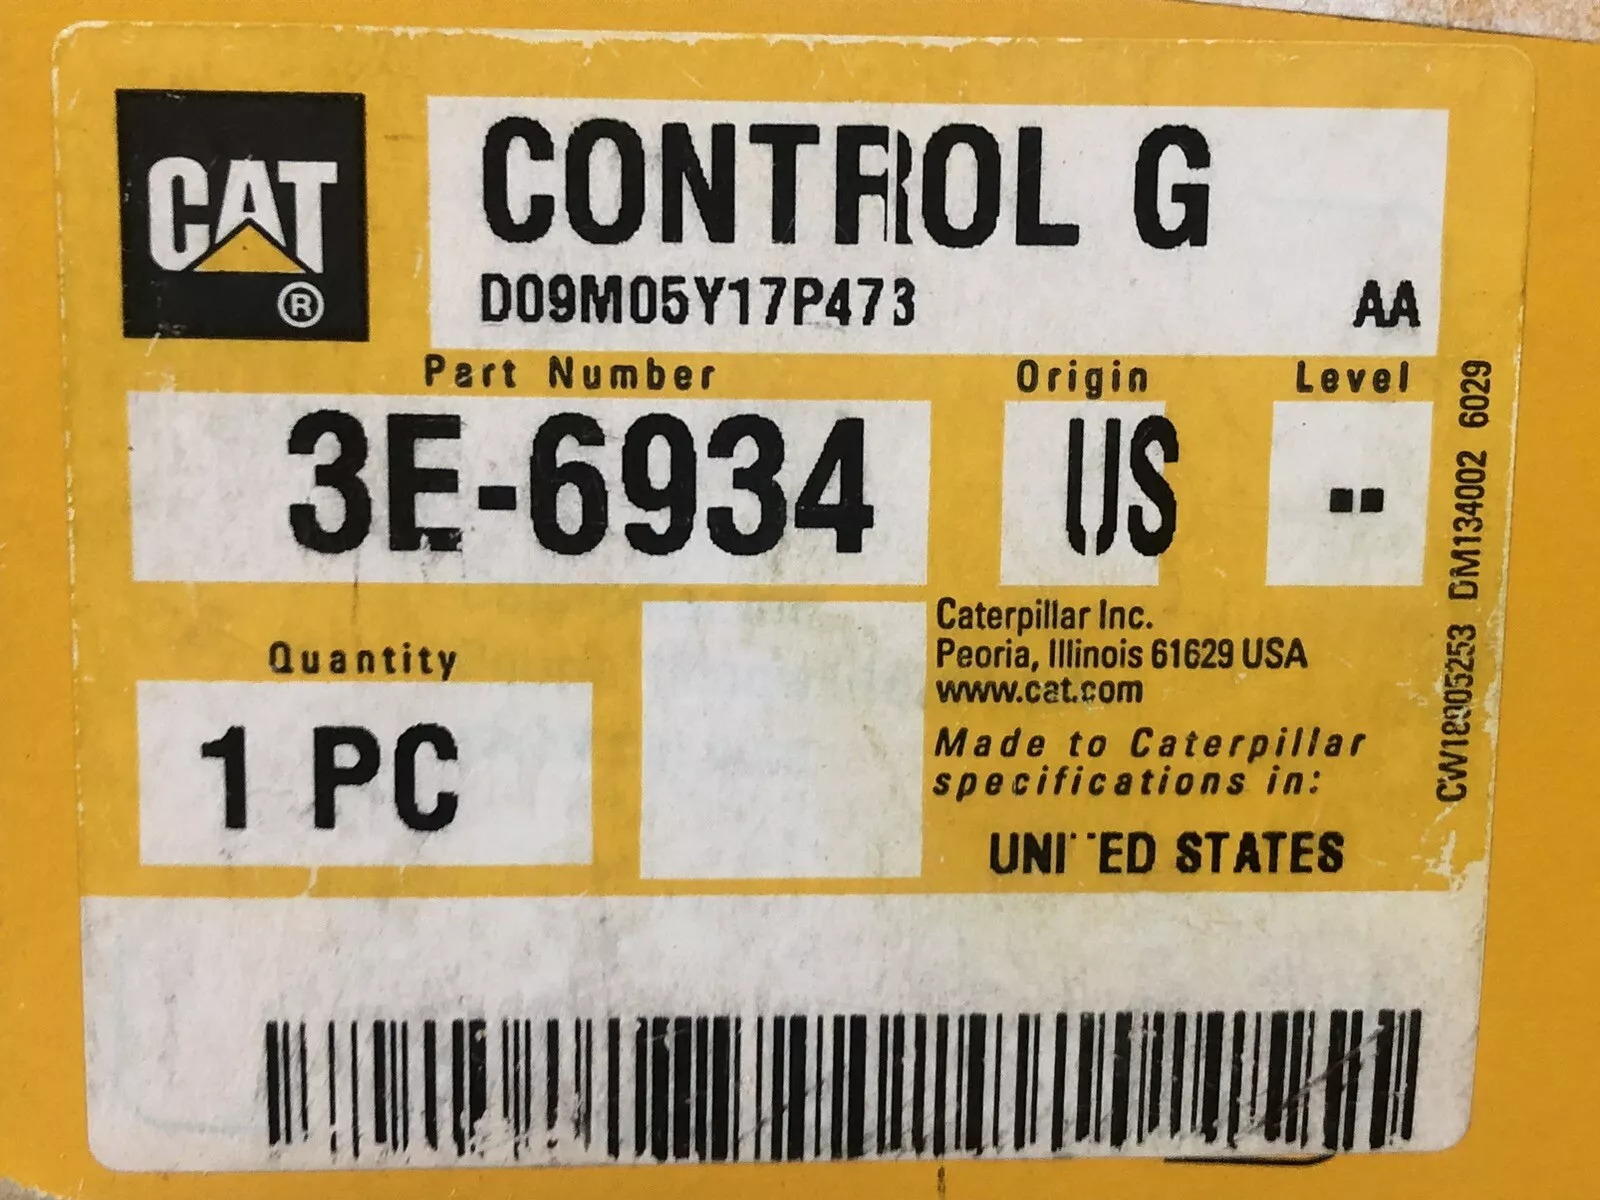 CAT
®
CONTROL G
D09M05Y17P473 AA
Part Number Origin Level
3E-6934 US --
Quantity
1 PC
Caterpillar Inc.
Peoria, Illinois 61629 USA
www.cat.com
Made to Caterpillar
specifications in:
UNITED STATES
CW18005253 DM134002 6029